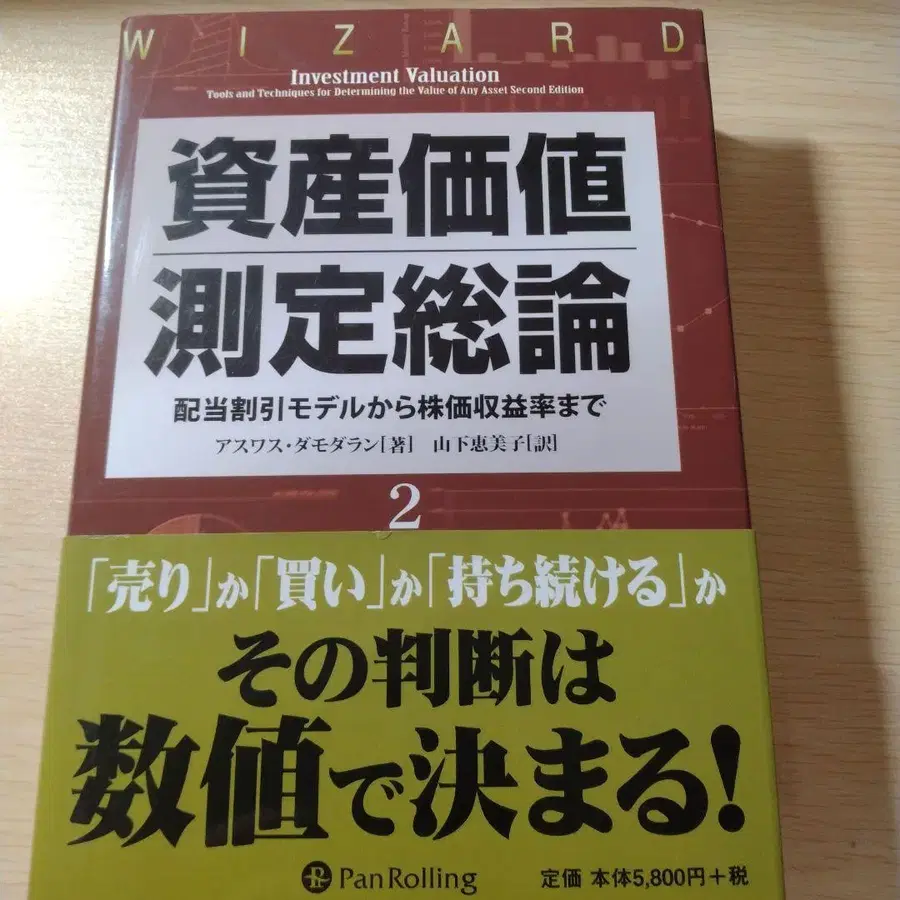 WIZARD
Investment Valuation
Tools and Techniques for Determining the Value of Any Asset Second Edition
資産価値
測定総論
配当割引モデルから株価収益率まで
アスワス・ダモダラン[著] 山下恵美子[訳]
2
「売り」か「買い」か「持ち続ける」か
その判断は
数値で決まる!
PanRolling 定価 本体5,800円+税